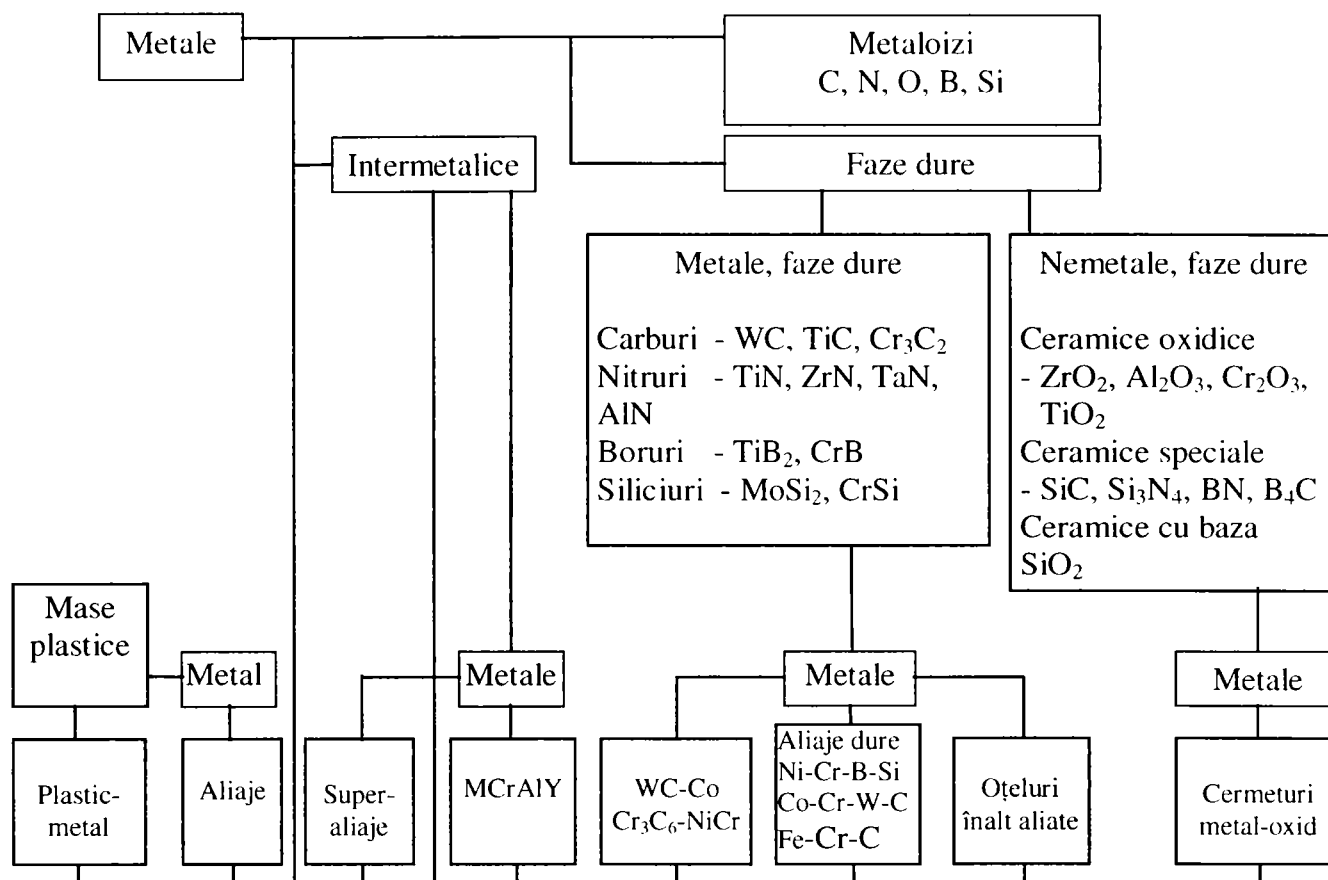 Metale
Metaloizi
C, N, O, B, Si
Intermetalice
Faze dure
Metale, faze dure
Carburi - WC, TiC, Cr₃C₂
Nitruri - TiN, ZrN, TaN,
AlN
Boruri - TiB₂, CrB
Siliciuri - MoSi₂, CrSi
Nemetale, faze dure
Ceramice oxidice
- ZrO₂, Al₂O₃, Cr₂O₃,
TiO₂
Ceramice speciale
- SiC, Si₃N₄, BN, B₄C
Ceramice cu baza
SiO₂
Mase
plastice
Metal
Metale
Metale
Metale
Plastic-
metal
Aliaje
Super-
aliaje
MCrAlY
WC-Co
Cr₃C₆-NiCr
Aliaje dure
Ni-Cr-B-Si
Co-Cr-W-C
Fe-Cr-C
Oțeluri
înalt aliate
Cermeturi
metal-oxid